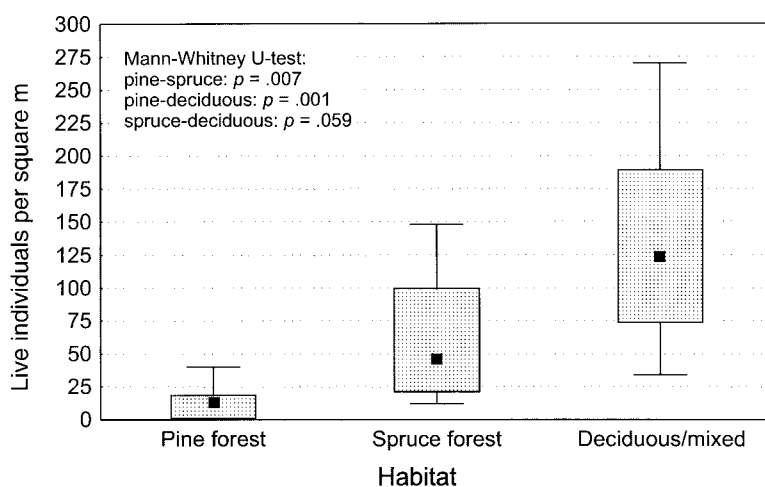 300
275
250
225
200
175
150
125
100
75
50
25
0
Live individuals per square m
Mann-Whitney U-test:
pine-spruce: p = .007
pine-deciduous: p = .001
spruce-deciduous: p = .059
Pine forest Spruce forest Deciduous/mixed
Habitat